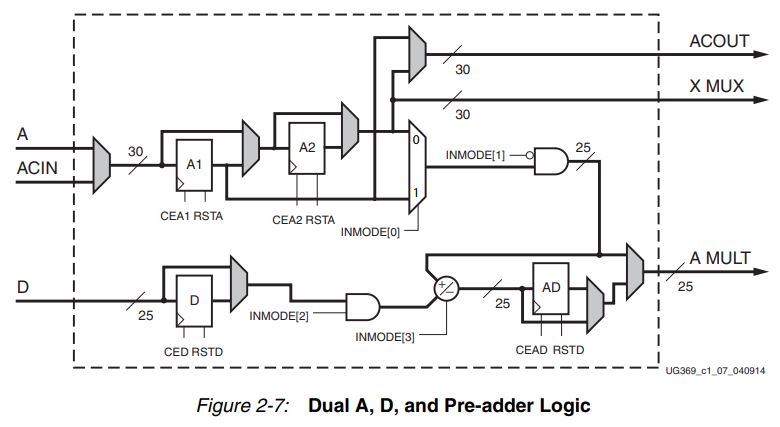 ACOUT
30
X MUX
30
A
30
ACIN
A1
A2
0
1
INMODE[1]
25
CEA1 RSTA
CEA2 RSTA
INMODE[0]
A MULT
25
D
25
D
INMODE[2]
+
−
25
AD
INMODE[3]
CED RSTD
CEAD RSTD
UG369_c1_07_040914
Figure 2-7: Dual A, D, and Pre-adder Logic